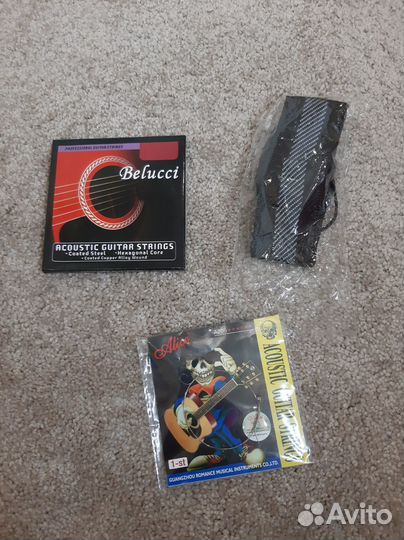 PROFESSIONAL GUITAR STRINGS
Belucci
ACOUSTIC GUITAR STRINGS
•Coated Steel •Hexagonal Core
•Coated Copper Alloy Wound
Alice
ACOUSTIC GUITAR STRINGS
1-st
GUANGZHOU ROMANCE MUSICAL INSTRUMENTS CO.,LTD.
Avito